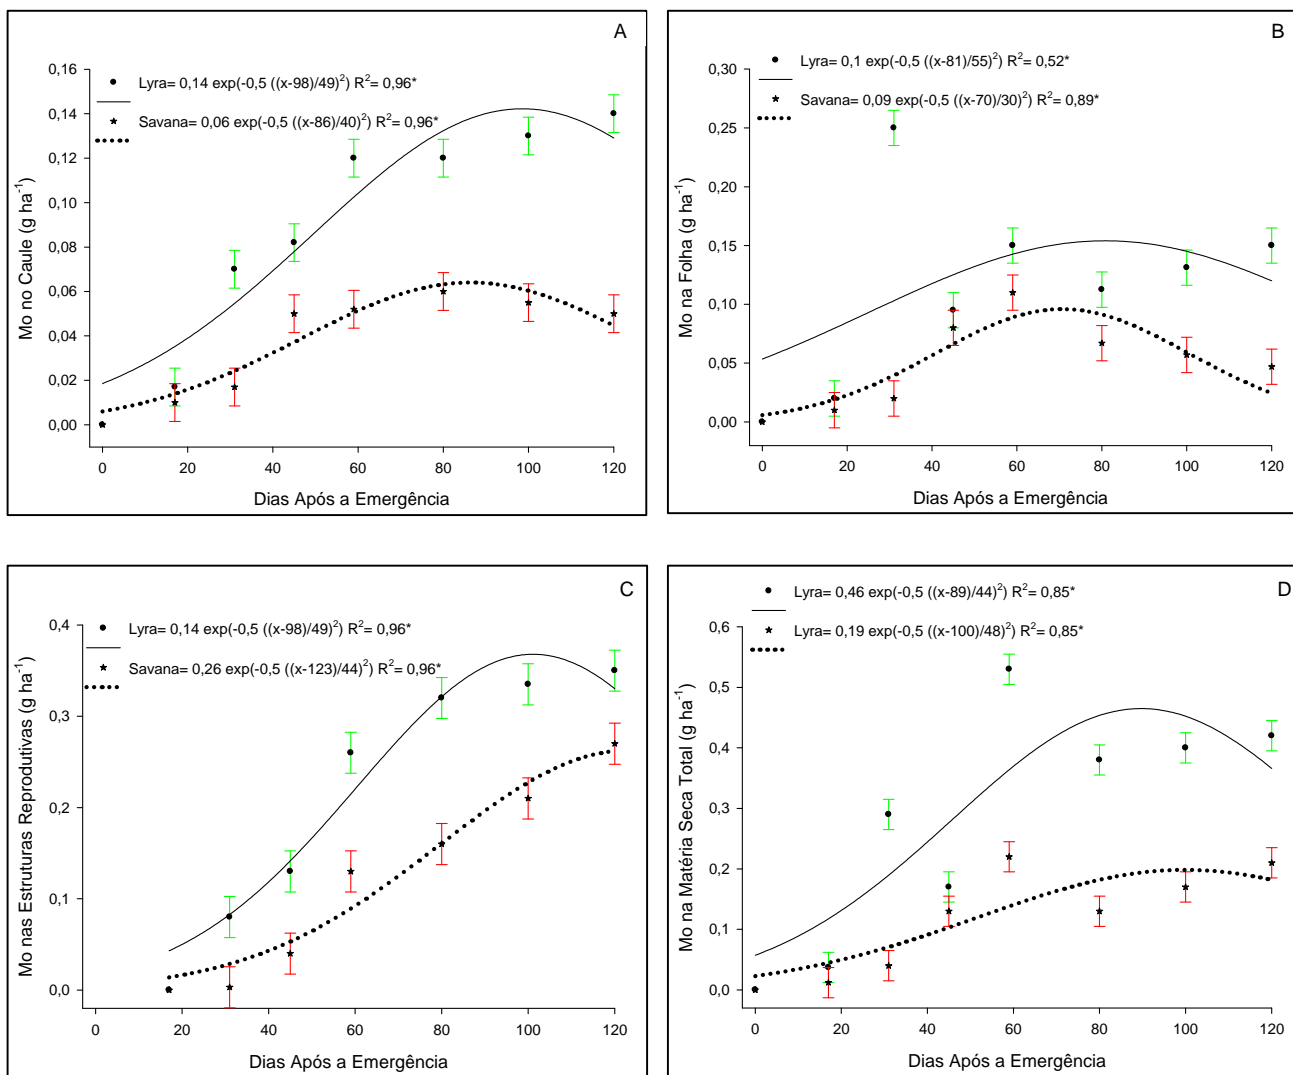 A
Lyra= 0,14 exp(-0,5 ((x-98)/49)²) R²= 0,96*
Savana= 0,06 exp(-0,5 ((x-86)/40)²) R²= 0,96*
Mo no Caule (g ha⁻¹)
0,16
0,14
0,12
0,10
0,08
0,06
0,04
0,02
0,00
0 20 40 60 80 100 120
Dias Após a Emergência
B
Lyra= 0,1 exp(-0,5 ((x-81)/55)²) R²= 0,52*
Savana= 0,09 exp(-0,5 ((x-70)/30)²) R²= 0,89*
Mo na Folha (g ha⁻¹)
0,30
0,25
0,20
0,15
0,10
0,05
0,00
0 20 40 60 80 100 120
Dias Após a Emergência
C
Lyra= 0,14 exp(-0,5 ((x-98)/49)²) R²= 0,96*
Savana= 0,26 exp(-0,5 ((x-123)/44)²) R²= 0,96*
Mo nas Estruturas Reprodutivas (g ha⁻¹)
0,4
0,3
0,2
0,1
0,0
0 20 40 60 80 100 120
Dias Após a Emergência
D
Lyra= 0,46 exp(-0,5 ((x-89)/44)²) R²= 0,85*
Lyra= 0,19 exp(-0,5 ((x-100)/48)²) R²= 0,85*
Mo na Matéria Seca Total (g ha⁻¹)
0,6
0,5
0,4
0,3
0,2
0,1
0,0
0 20 40 60 80 100 120
Dias Após a Emergência